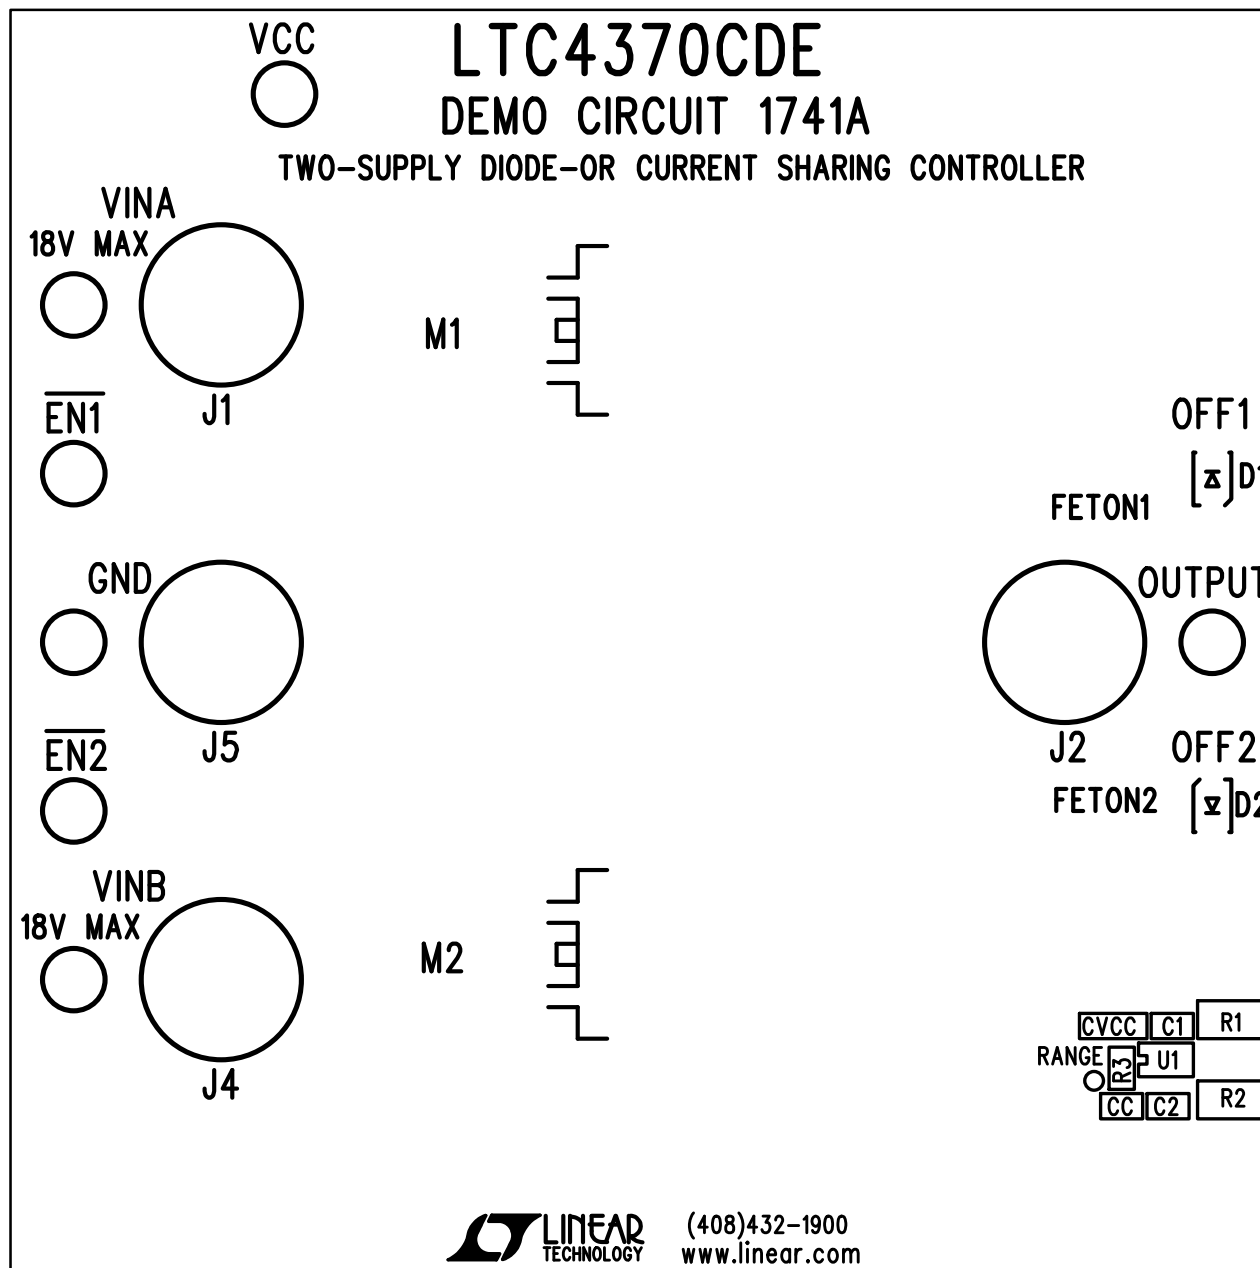 VCC
LTC4370CDE
DEMO CIRCUIT 1741A
TWO-SUPPLY DIODE-OR CURRENT SHARING CONTROLLER
VINA
18V MAX
M1
J1
EN1
OFF1
D1
FETON1
GND
OUTPUT
J5
J2
EN2
OFF2
FETON2
D2
VINB
18V MAX
M2
J4
CVCC C1 R1
RANGE R3 U1
CC C2 R2
LINEAR
TECHNOLOGY
(408)432-1900
www.linear.com